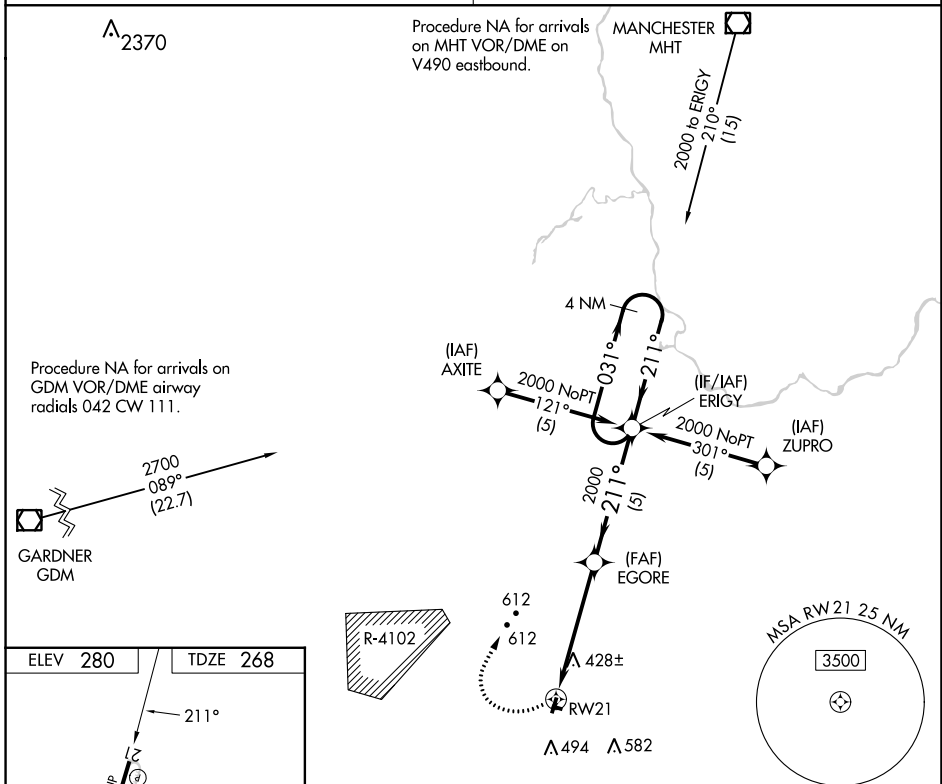 2370
Procedure NA for arrivals
on MHT VOR/DME on
V490 eastbound.
MANCHESTER
MHT
2000 to ERIGY
210°
(15)
4 NM
031°
211°
(IAF)
AXITE
2000 NoPT
121°
(5)
(IF/IAF)
ERIGY
2000 NoPT
301°
(5)
(IAF)
ZUPRO
Procedure NA for arrivals on
GDM VOR/DME airway
radials 042 CW 111.
2700
089°
(22.7)
GARDNER
GDM
2000
211°
(5)
(FAF)
EGORE
612
612
R-4102
428±
RW21
494
582
MSA RW21 25 NM
3500
ELEV 280
TDZE 268
211°
21
P